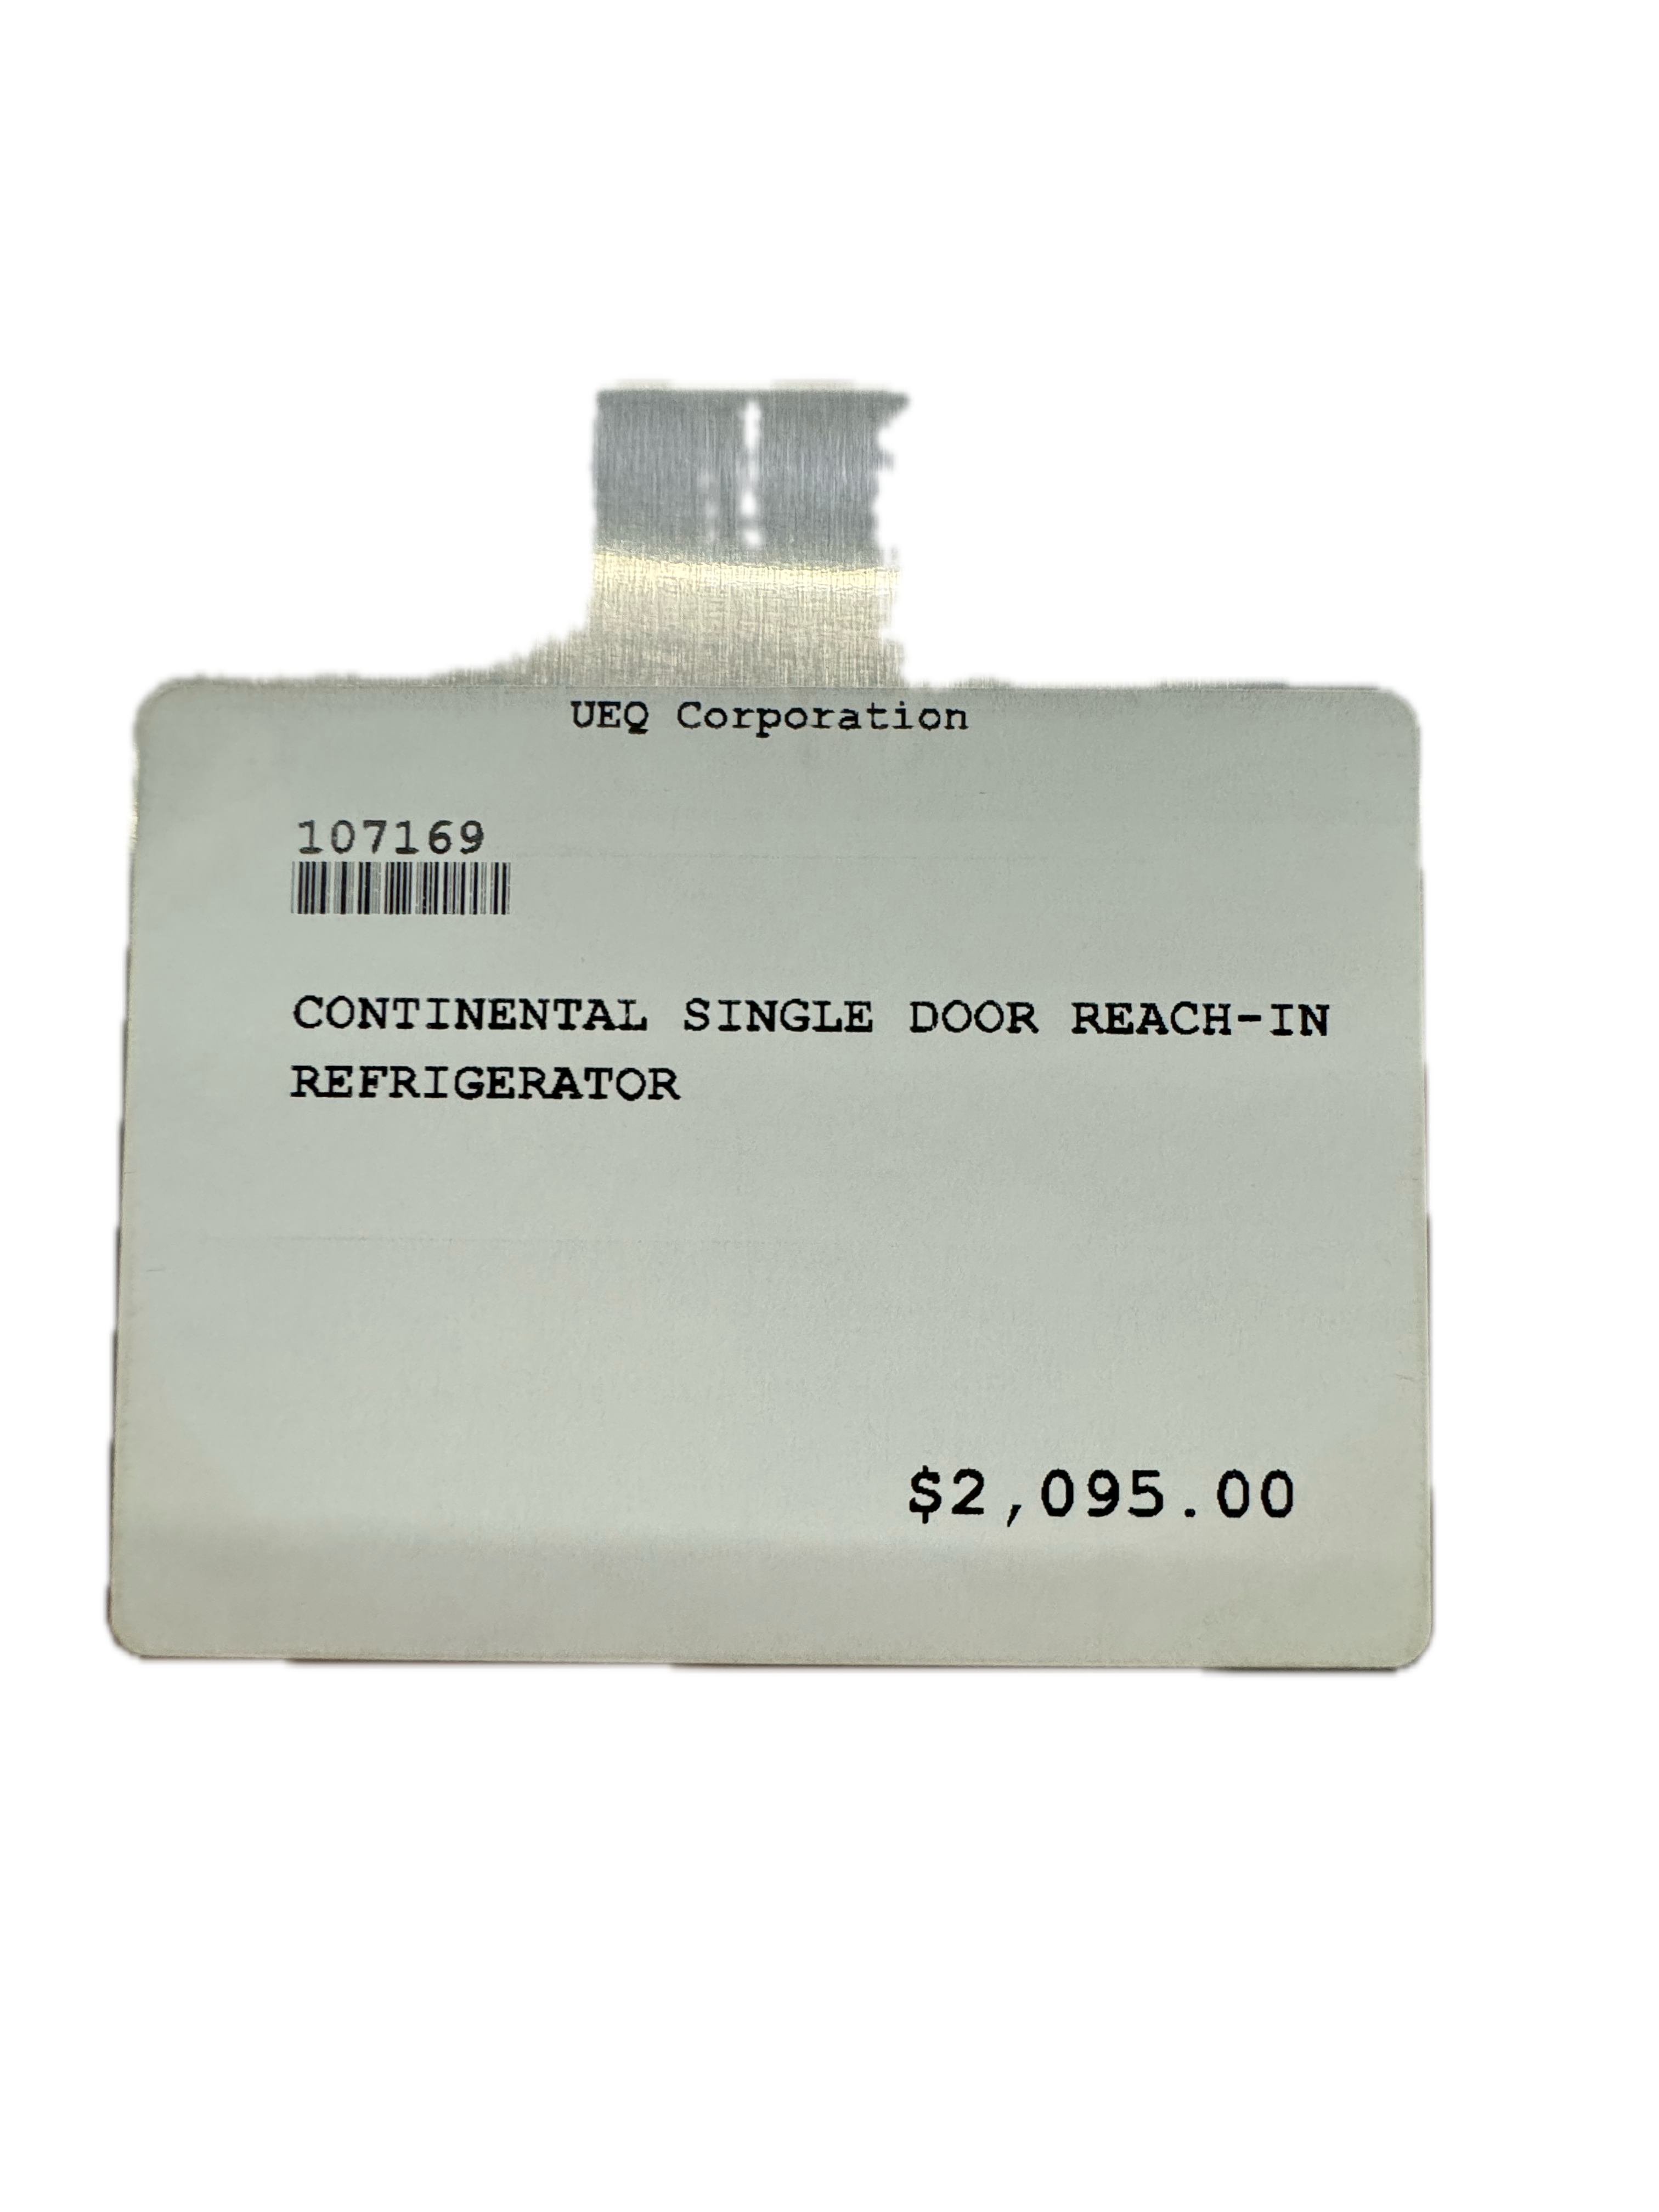 UEQ Corporation
107169
CONTINENTAL SINGLE DOOR REACH-IN
REFRIGERATOR
$2,095.00